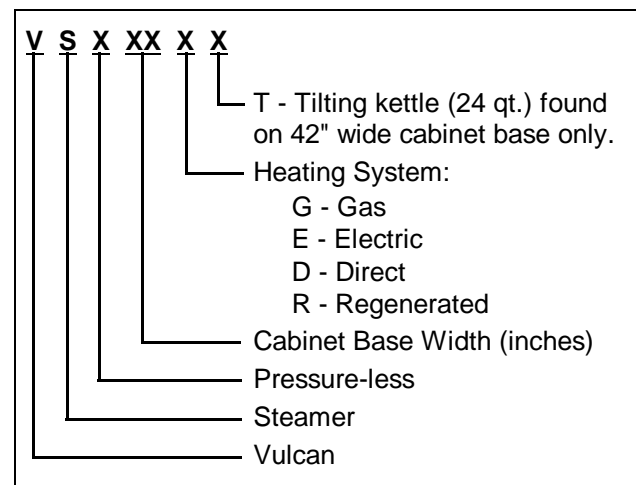 V S X XX X X
T - Tilting kettle (24 qt.) found
on 42" wide cabinet base only.
Heating System:
G - Gas
E - Electric
D - Direct
R - Regenerated
Cabinet Base Width (inches)
Pressure-less
Steamer
Vulcan